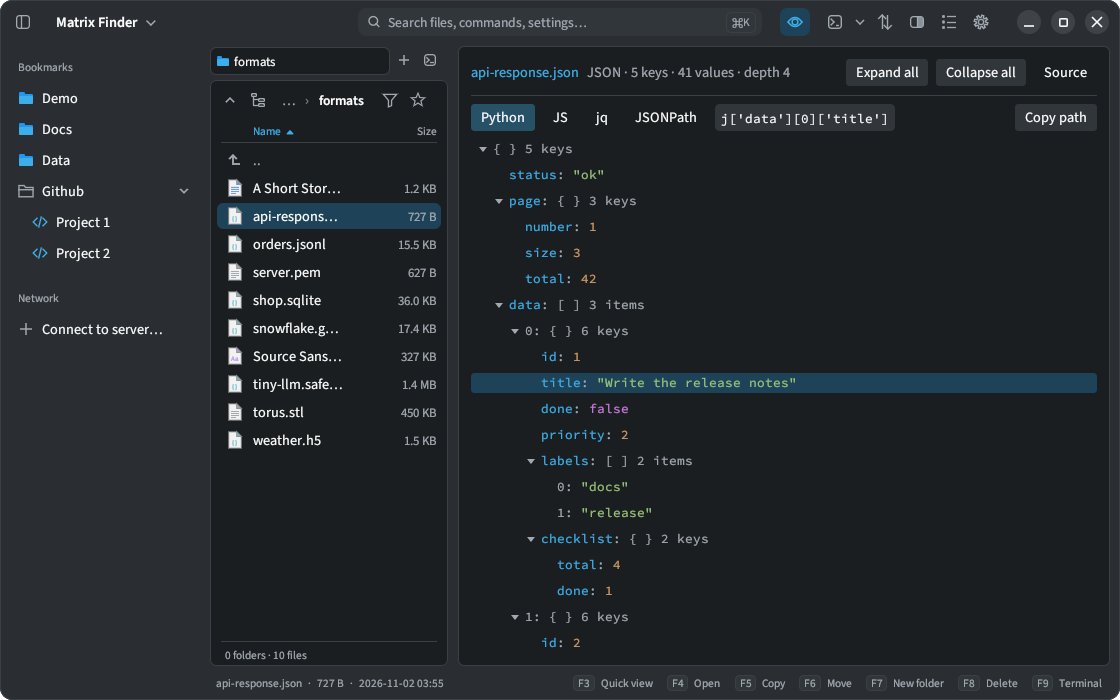 Matrix Finder
Search files, commands, settings… ⌘K
Bookmarks
Demo
Docs
Data
Github
Project 1
Project 2
Network
Connect to server…
formats
… › formats
Name Size
..
A Short Stor… 1.2 KB
api-respons… 727 B
orders.jsonl 15.5 KB
server.pem 627 B
shop.sqlite 36.0 KB
snowflake.g… 17.4 KB
Source Sans… 327 KB
tiny-llm.safe… 1.4 MB
torus.stl 450 KB
weather.h5 1.5 KB
0 folders · 10 files
api-response.json JSON · 5 keys · 41 values · depth 4 Expand all Collapse all Source
Python JS jq JSONPath j['data'][0]['title'] Copy path
{ } 5 keys
status: "ok"
page: { } 3 keys
number: 1
size: 3
total: 42
data: [ ] 3 items
0: { } 6 keys
id: 1
title: "Write the release notes"
done: false
priority: 2
labels: [ ] 2 items
0: "docs"
1: "release"
checklist: { } 2 keys
total: 4
done: 1
1: { } 6 keys
id: 2
api-response.json · 727 B · 2026-11-02 03:55 F3 Quick view F4 Open F5 Copy F6 Move F7 New folder F8 Delete F9 Terminal